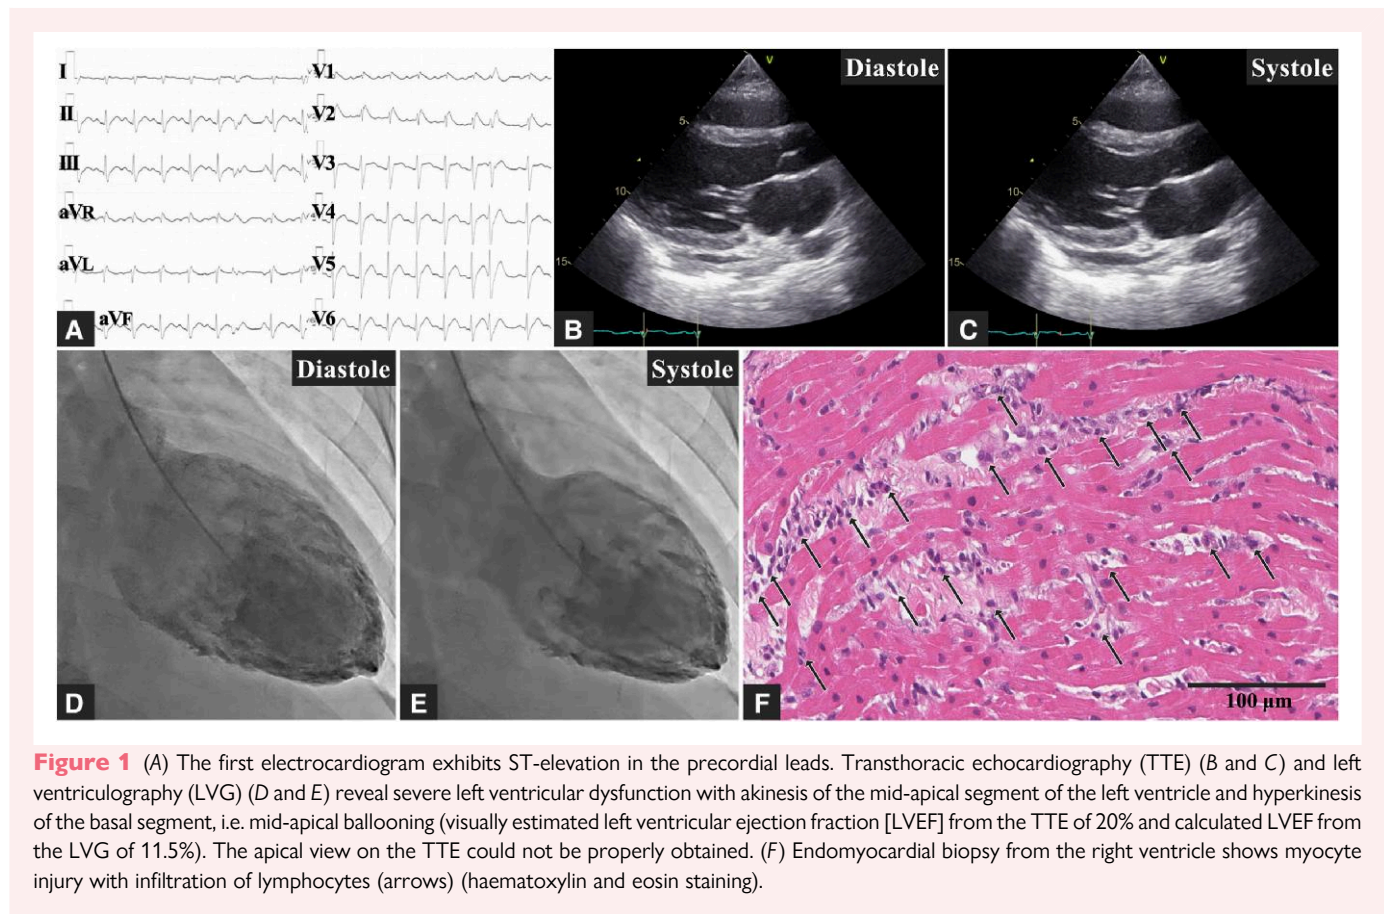 I
II
III
aVR
aVL
aVF
V1
V2
V3
V4
V5
V6
A
Diastole
V
5
10
15
B
Systole
V
5
10
15
C
Diastole
D
Systole
E
F
100 μm
Figure 1 (A) The first electrocardiogram exhibits ST-elevation in the precordial leads. Transthoracic echocardiography (TTE) (B and C) and left
ventriculography (LVG) (D and E) reveal severe left ventricular dysfunction with akinesis of the mid-apical segment of the left ventricle and hyperkinesis
of the basal segment, i.e. mid-apical ballooning (visually estimated left ventricular ejection fraction [LVEF] from the TTE of 20% and calculated LVEF from
the LVG of 11.5%). The apical view on the TTE could not be properly obtained. (F) Endomyocardial biopsy from the right ventricle shows myocyte
injury with infiltration of lymphocytes (arrows) (haematoxylin and eosin staining).